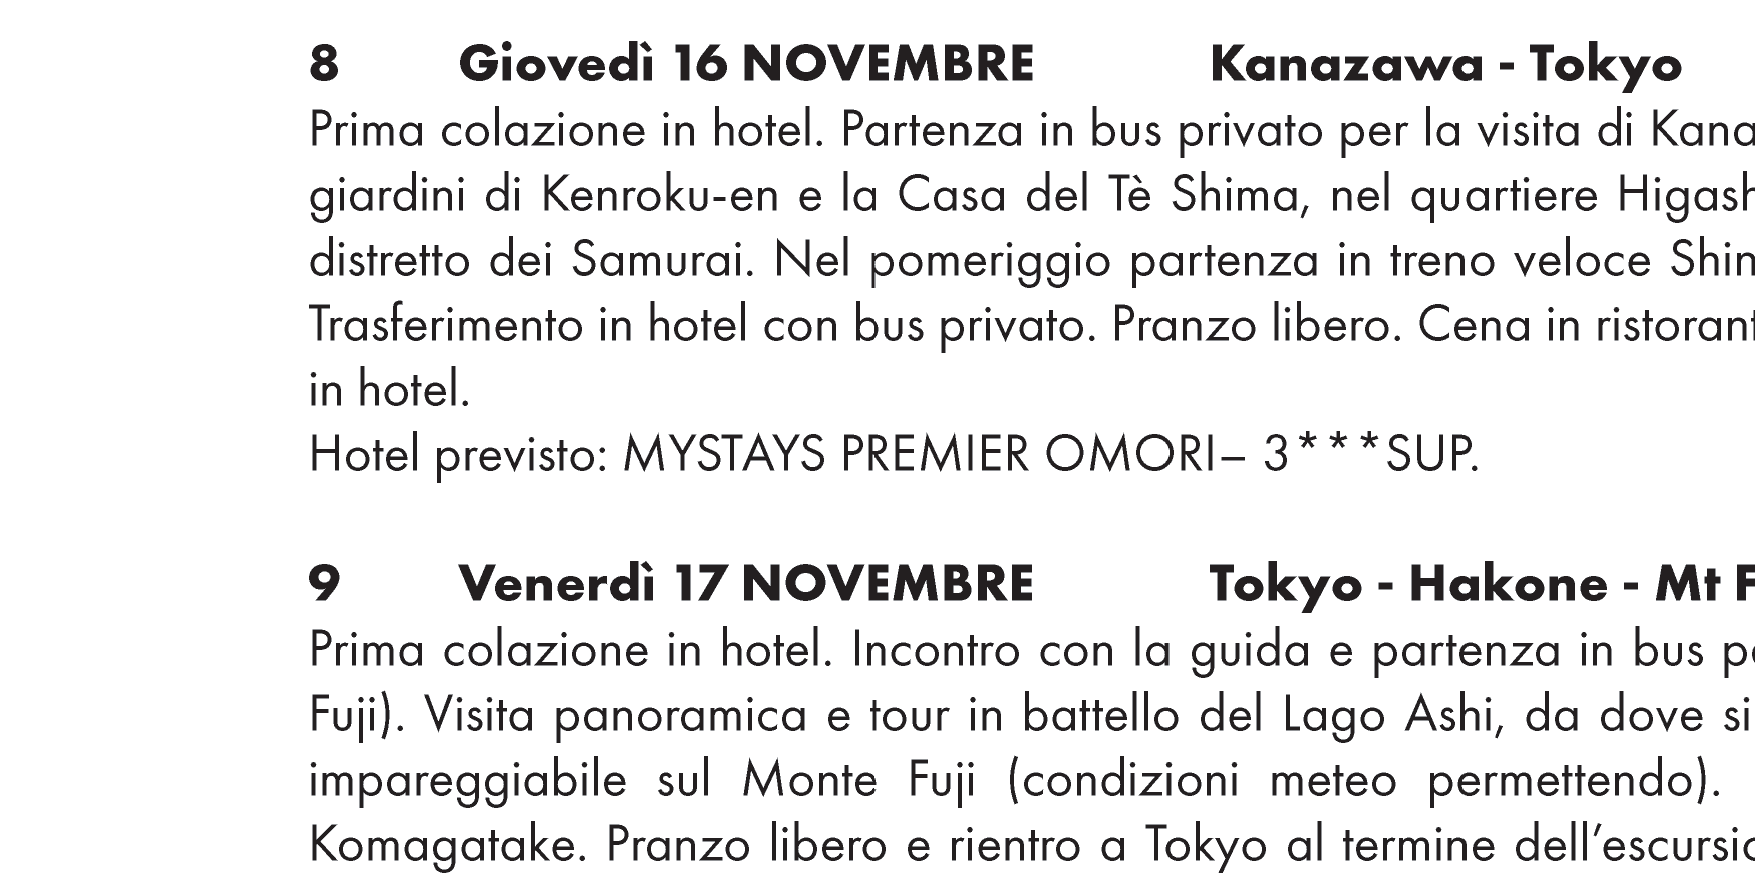 8 Giovedì 16 NOVEMBRE Kanazawa - Tokyo
Prima colazione in hotel. Partenza in bus privato per la visita di Kana
giardini di Kenroku-en e la Casa del Tè Shima, nel quartiere Higash
distretto dei Samurai. Nel pomeriggio partenza in treno veloce Shin
Trasferimento in hotel con bus privato. Pranzo libero. Cena in ristorant
in hotel.
Hotel previsto: MYSTAYS PREMIER OMORI– 3***SUP.
9 Venerdì 17 NOVEMBRE Tokyo - Hakone - Mt F
Prima colazione in hotel. Incontro con la guida e partenza in bus p
Fuji). Visita panoramica e tour in battello del Lago Ashi, da dove si
impareggiabile sul Monte Fuji (condizioni meteo permettendo).
Komagatake. Pranzo libero e rientro a Tokyo al termine dell’escursio